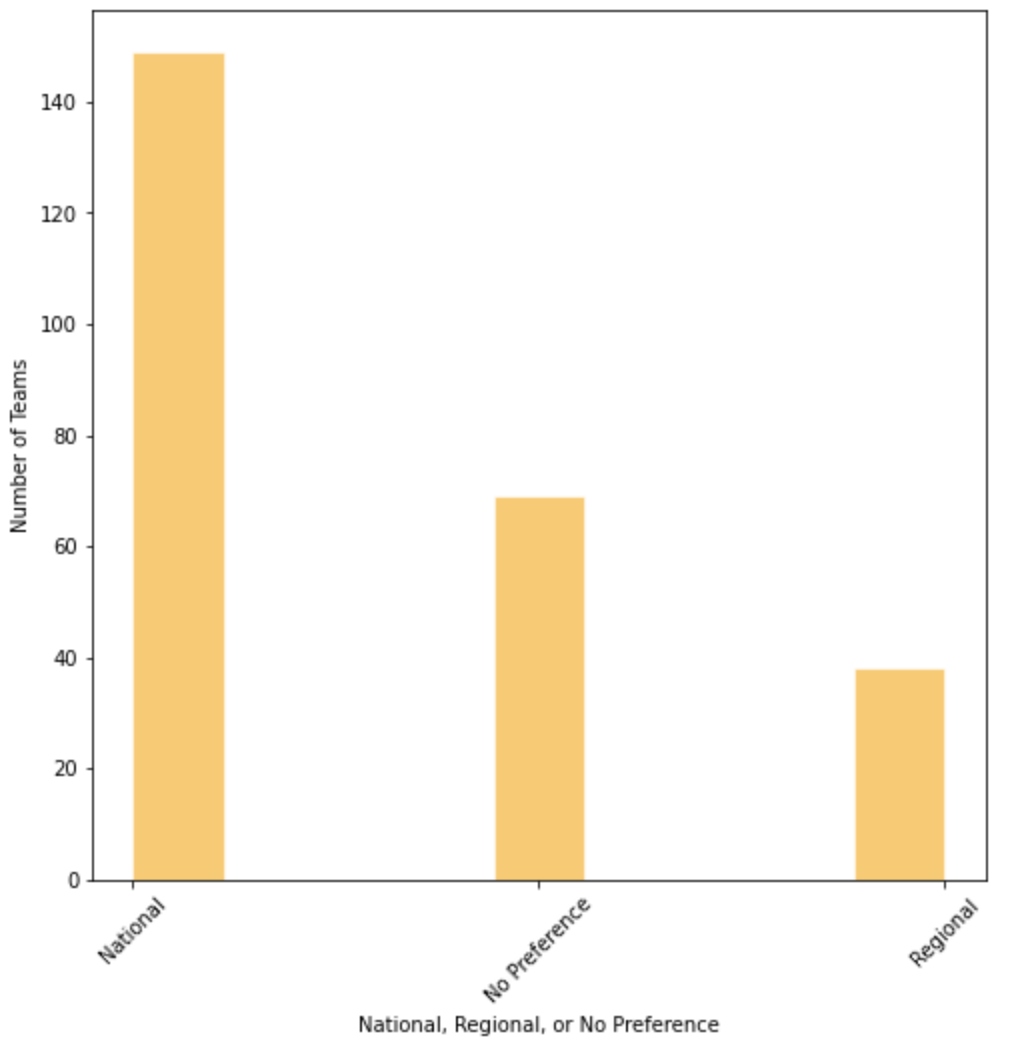 140
120
100
80
60
40
20
0
Number of Teams
National
No Preference
Regional
National, Regional, or No Preference